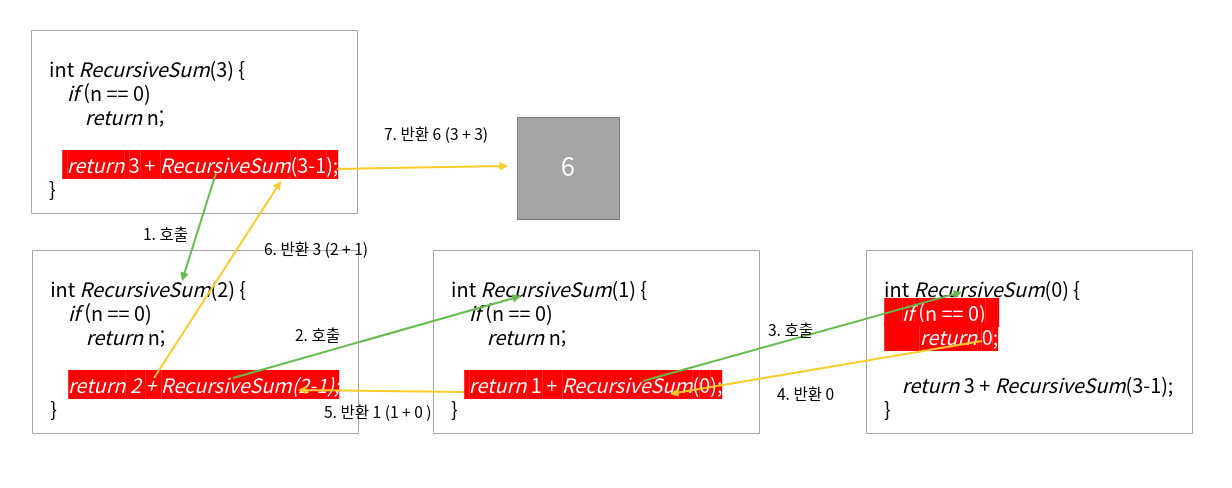 int RecursiveSum(3) {
if (n == 0)
return n;
return 3 + RecursiveSum(3-1);
}
7. 반환 6 (3 + 3)
6
1. 호출
6. 반환 3 (2 + 1)
int RecursiveSum(2) {
if (n == 0)
return n;
return 2 + RecursiveSum(2-1);
}
2. 호출
5. 반환 1 (1 + 0 )
int RecursiveSum(1) {
if (n == 0)
return n;
return 1 + RecursiveSum(0);
}
3. 호출
4. 반환 0
int RecursiveSum(0) {
if (n == 0)
return 0;
return 3 + RecursiveSum(3-1);
}